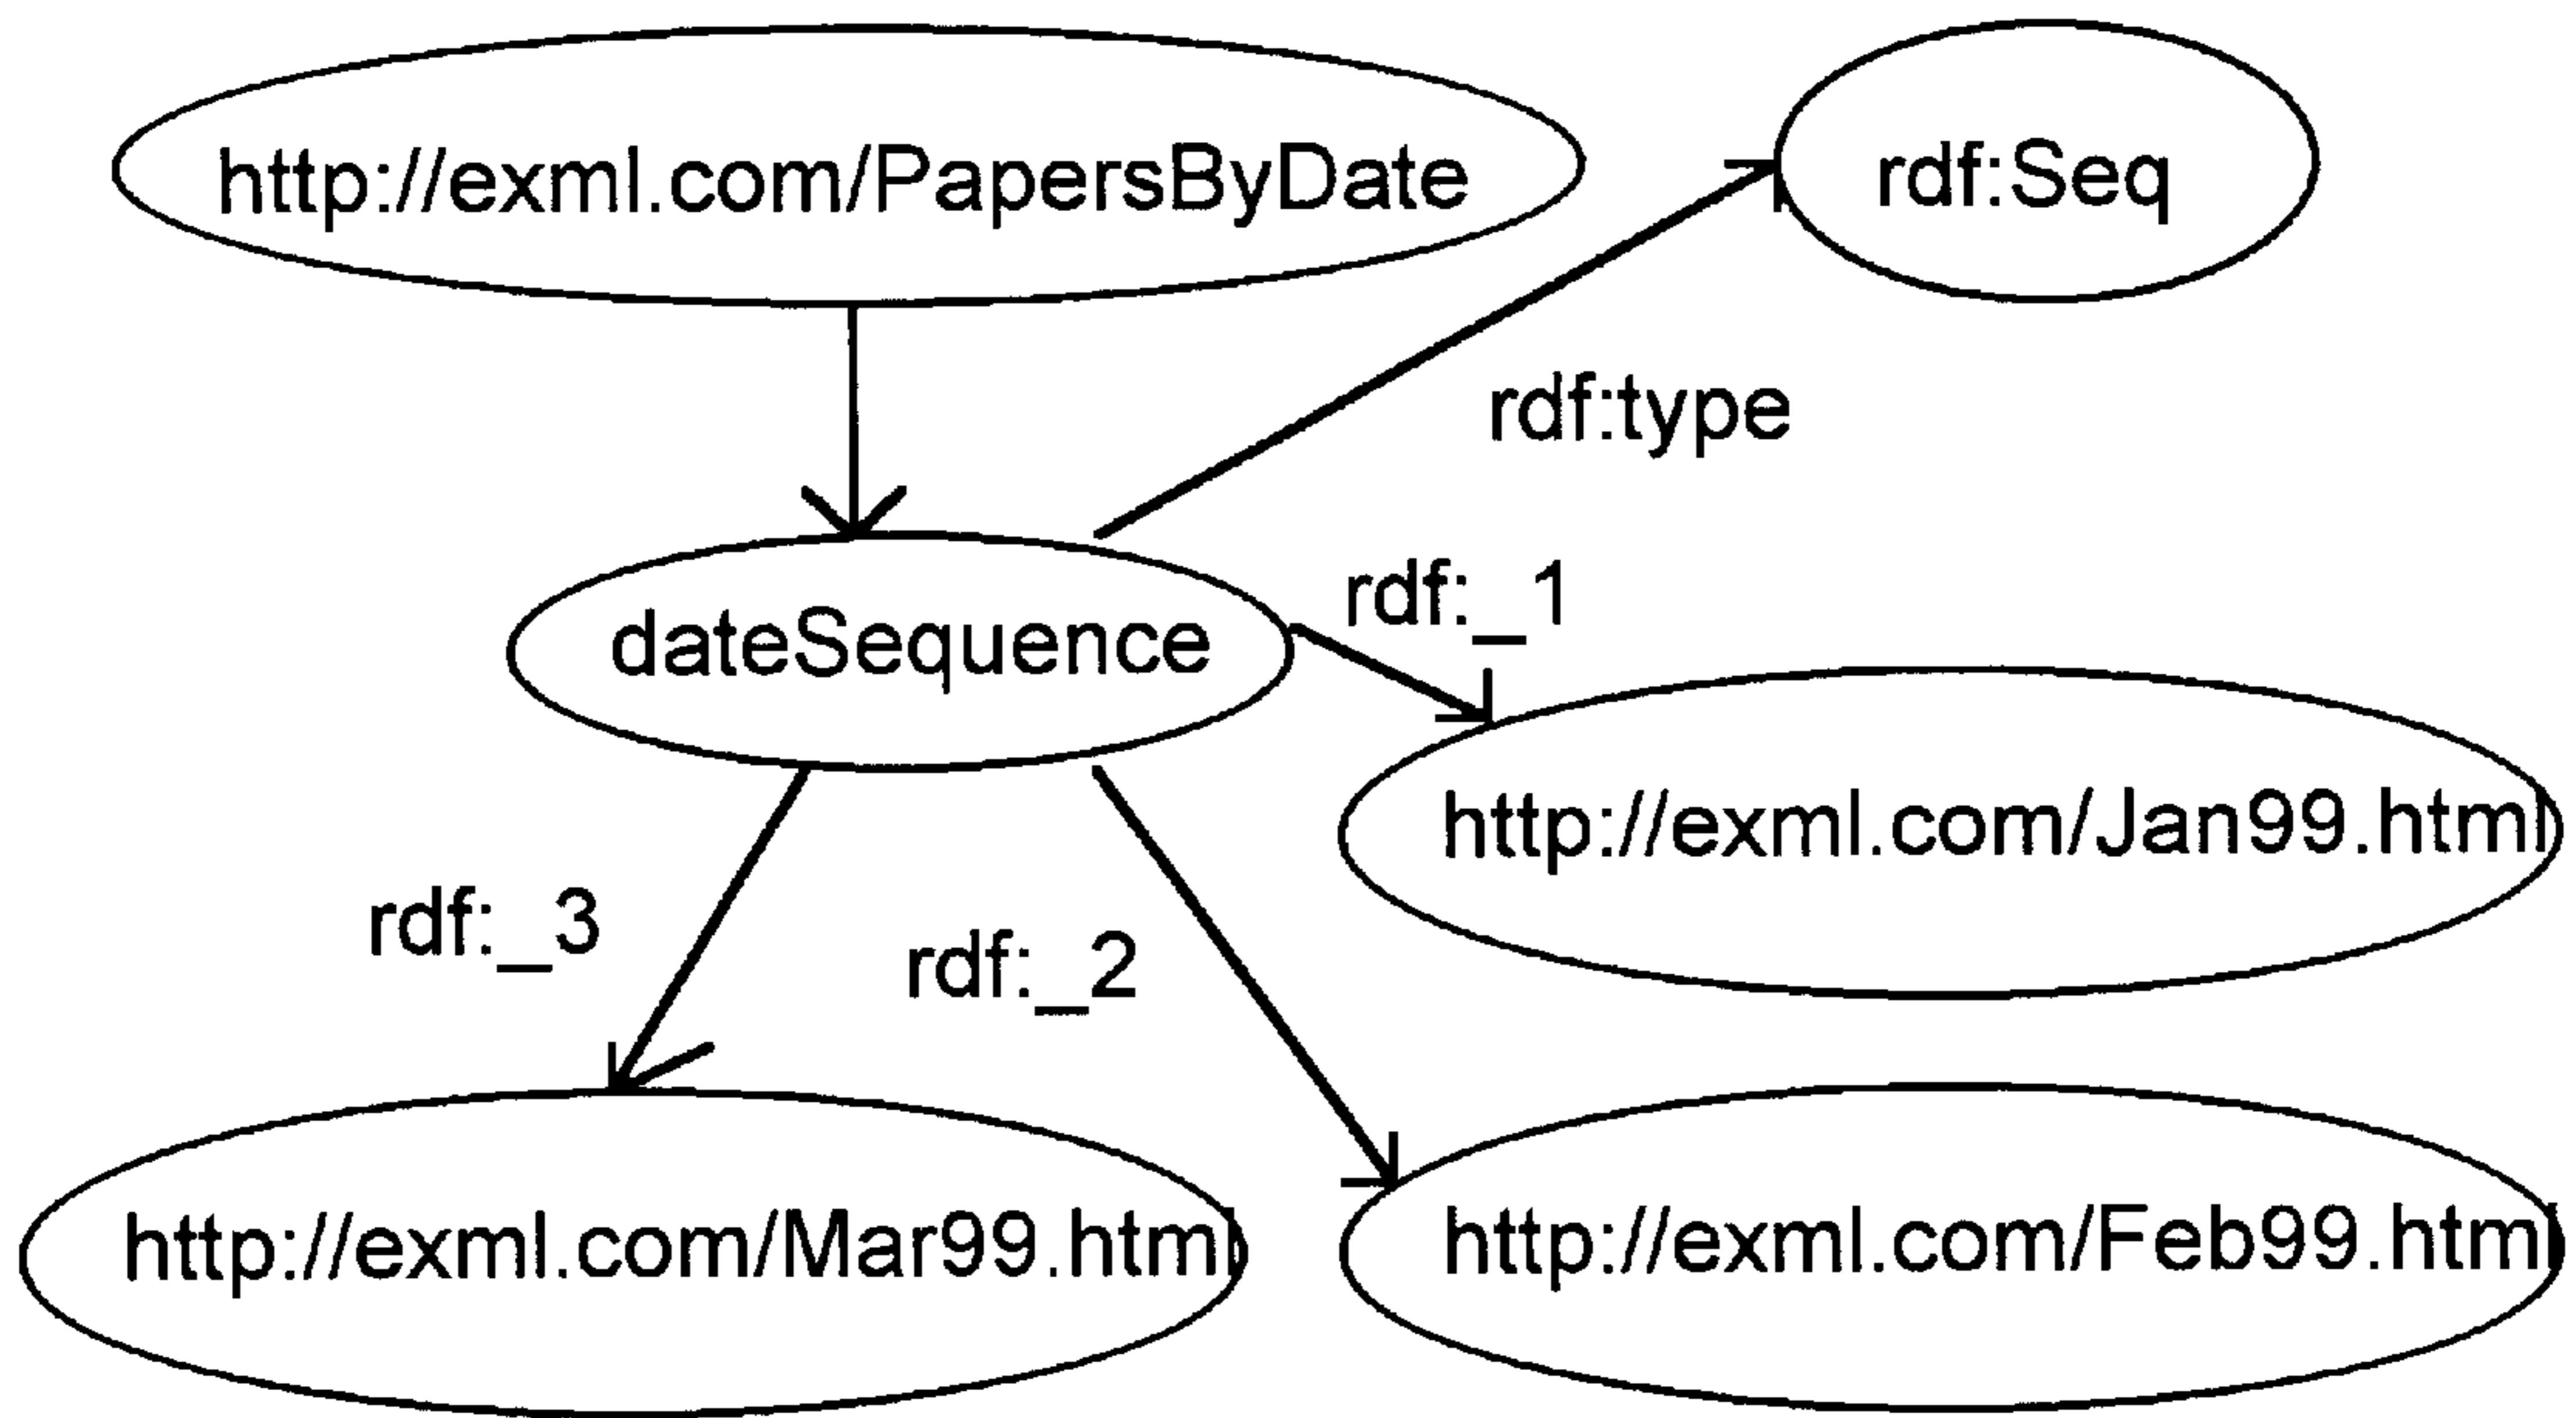 http://exml.com/PapersByDate
rdf:Seq
rdf:type
rdf:_1
dateSequence
http://exml.com/Jan99.html
rdf:_3
rdf:_2
http://exml.com/Mar99.html
http://exml.com/Feb99.html